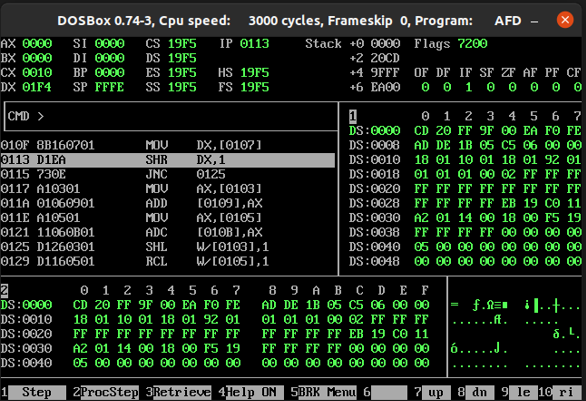 DOSBox 0.74-3, Cpu speed: 3000 cycles, Frameskip 0, Program: AFD
AX 0000 SI 0000 CS 19F5 IP 0113 Stack +0 0000 Flags 7200
BX 0000 DI 0000 DS 19F5 +2 20CD
CX 0010 BP 0000 ES 19F5 HS 19F5 +4 9FFF OF DF IF SF ZF AF PF CF
DX 01F4 SP FFFE SS 19F5 FS 19F5 +6 EA00 0 0 1 0 0 0 0 0
CMD >
1 0 1 2 3 4 5 6 7
DS:0000 CD 20 FF 9F 00 EA F0 FE
DS:0008 AD DE 1B 05 C5 06 00 00
DS:0010 18 01 10 01 18 01 92 01
DS:0018 01 01 01 00 02 FF FF FF
DS:0020 FF FF FF FF FF FF FF FF
DS:0028 FF FF FF FF EB 19 C0 11
DS:0030 A2 01 14 00 18 00 F5 19
DS:0038 FF FF FF FF 00 00 00 00
DS:0040 05 00 00 00 00 00 00 00
DS:0048 00 00 00 00 00 00 00 00
010F 8B160701 MOV DX,[0107]
0113 D1EA SHR DX,1
0115 730E JNC 0125
0117 A10301 MOV AX,[0103]
011A 01060901 ADD [0109],AX
011E A10501 MOV AX,[0105]
0121 11060B01 ADC [010B],AX
0125 D1260301 SHL W/[0103],1
0129 D1160501 RCL W/[0105],1
2 0 1 2 3 4 5 6 7 8 9 A B C D E F
DS:0000 CD 20 FF 9F 00 EA F0 FE AD DE 1B 05 C5 06 00 00
DS:0010 18 01 10 01 18 01 92 01 01 01 01 00 02 FF FF FF
DS:0020 FF FF FF FF FF FF FF FF FF FF FF FF EB 19 C0 11
DS:0030 A2 01 14 00 18 00 F5 19 FF FF FF FF 00 00 00 00
DS:0040 05 00 00 00 00 00 00 00 00 00 00 00 00 00 00 00
1 Step 2ProcStep 3Retrieve 4Help ON 5BRK Menu 6 7 up 8 dn 9 le 10 ri